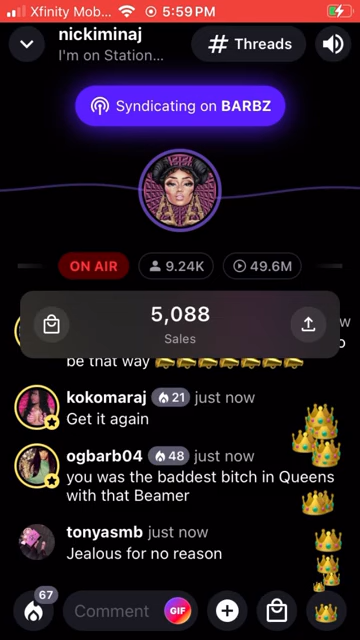 Xfinity Mob... 5:59 PM
nickiminaj
I'm on Station...
# Threads
Syndicating on BARBZ
ON AIR
9.24K
49.6M
5,088
Sales
w
o
be that way
kokomaraj 21 just now
Get it again
ogbarb04 48 just now
you was the baddest bitch in Queens
with that Beamer
tonyasmb just now
Jealous for no reason
67
Comment GIF